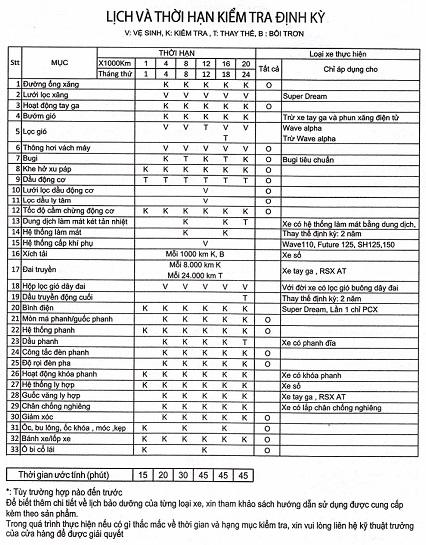 LỊCH VÀ THỜI HẠN KIỂM TRA ĐỊNH KỲ
V: VỆ SINH, K: KIỂM TRA , T: THAY THẾ, B : BÔI TRƠN
Stt MỤC THỜI HẠN Loại xe thực hiện
X1000Km 1 4 8 12 16 20 Tất cả Chỉ áp dụng cho
Tháng thứ 1 4 8 12 18 24
1 Đường ống xăng K K K K K O
2 Lưới lọc xăng V V V V V Super Dream
3 Hoạt động tay ga K K K K K O
4 Bướm gió K K K K K Trừ xe tay ga và phun xăng điện tử
5 Lọc gió V V T V V Wave alpha
T Trừ Wave alpha
6 Thông hơi vách máy V V V V V O
7 Bugi K T K T K Bugi tiêu chuẩn
8 Khe hở xu páp K K K K K K O
9 Dầu động cơ T T T T T T O
10 Lưới lọc dầu động cơ V O
11 Lọc dầu ly tâm V O
12 Tốc độ cầm chừng động cơ K K K K K K O
13 Dung dịch làm mát két tản nhiệt K K K Xe có hệ thống làm mát bằng dung dịch.
14 Hệ thống làm mát K K Thay thế định kỳ: 2 năm
15 Hệ thống cấp khí phụ V Wave110, Future 125, SH125,150
16 Xích tải Mỗi 1000 km K, B Xe số
17 Đai truyền Mỗi 8.000 km K Xe tay ga , RSX AT
Mỗi 24.000 km T
18 Hộp lọc gió dây đai V V V V V Với đời xe có lọc gió buông dây đai
19 Dầu truyền động cuối T Thay thế định kỳ: 2 năm
20 Bình điện K K K K K K Super Dream, Lần 1 chỉ PCX
21 Mòn má phanh/guốc phanh K K K K K O
22 Hệ thống phanh K K K K K K O
23 Dầu phanh K K K K T Xe có phanh đĩa
24 Công tắc đèn phanh K K K K K O
25 Độ rọi đèn pha K K K K K O
26 Hoạt động khóa phanh K K K K K K Xe có khóa phanh
27 Hệ thống ly hợp K K K K K K Xe số
28 Guốc văng ly hợp K K K Xe tay ga , RSX AT
29 Chân chống nghiêng K K K K K Xe có lắp chân chống nghiêng
30 Giảm xóc K K K K K O
31 Ốc, bu lông, ốc khóa , móc ,kẹp K K K K O
32 Bánh xe/lốp xe K K K K K O
33 Ổ bi cổ lái K K K O
Thời gian ước tính (phút) 15 20 30 45 45 45
*: Tùy trường hợp nào đến trước
Để biết thêm chi tiết về lịch bảo dưỡng của từng loại xe, xin tham khảo sách hướng dẫn sử dụng được cung cấp
kèm theo sản phẩm.
Trong quá trình thực hiện nếu có gì thắc mắc về thời gian và hạng mục kiểm tra, xin vui lòng liên hệ kỹ thuật trưởng
của cửa hàng để được giải quyết